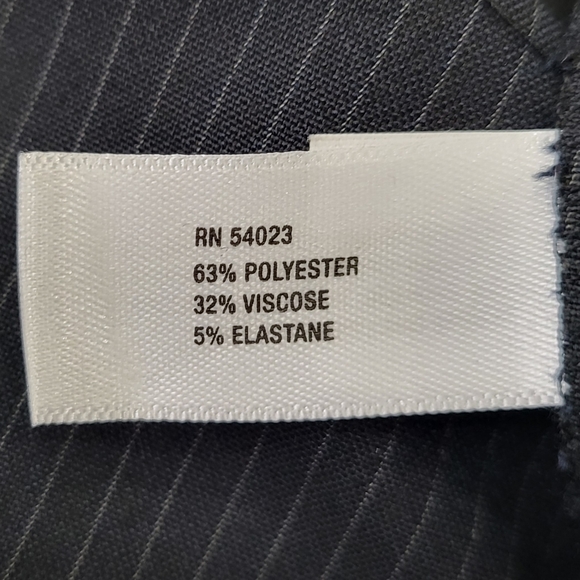 RN 54023
63% POLYESTER
32% VISCOSE
5% ELASTANE